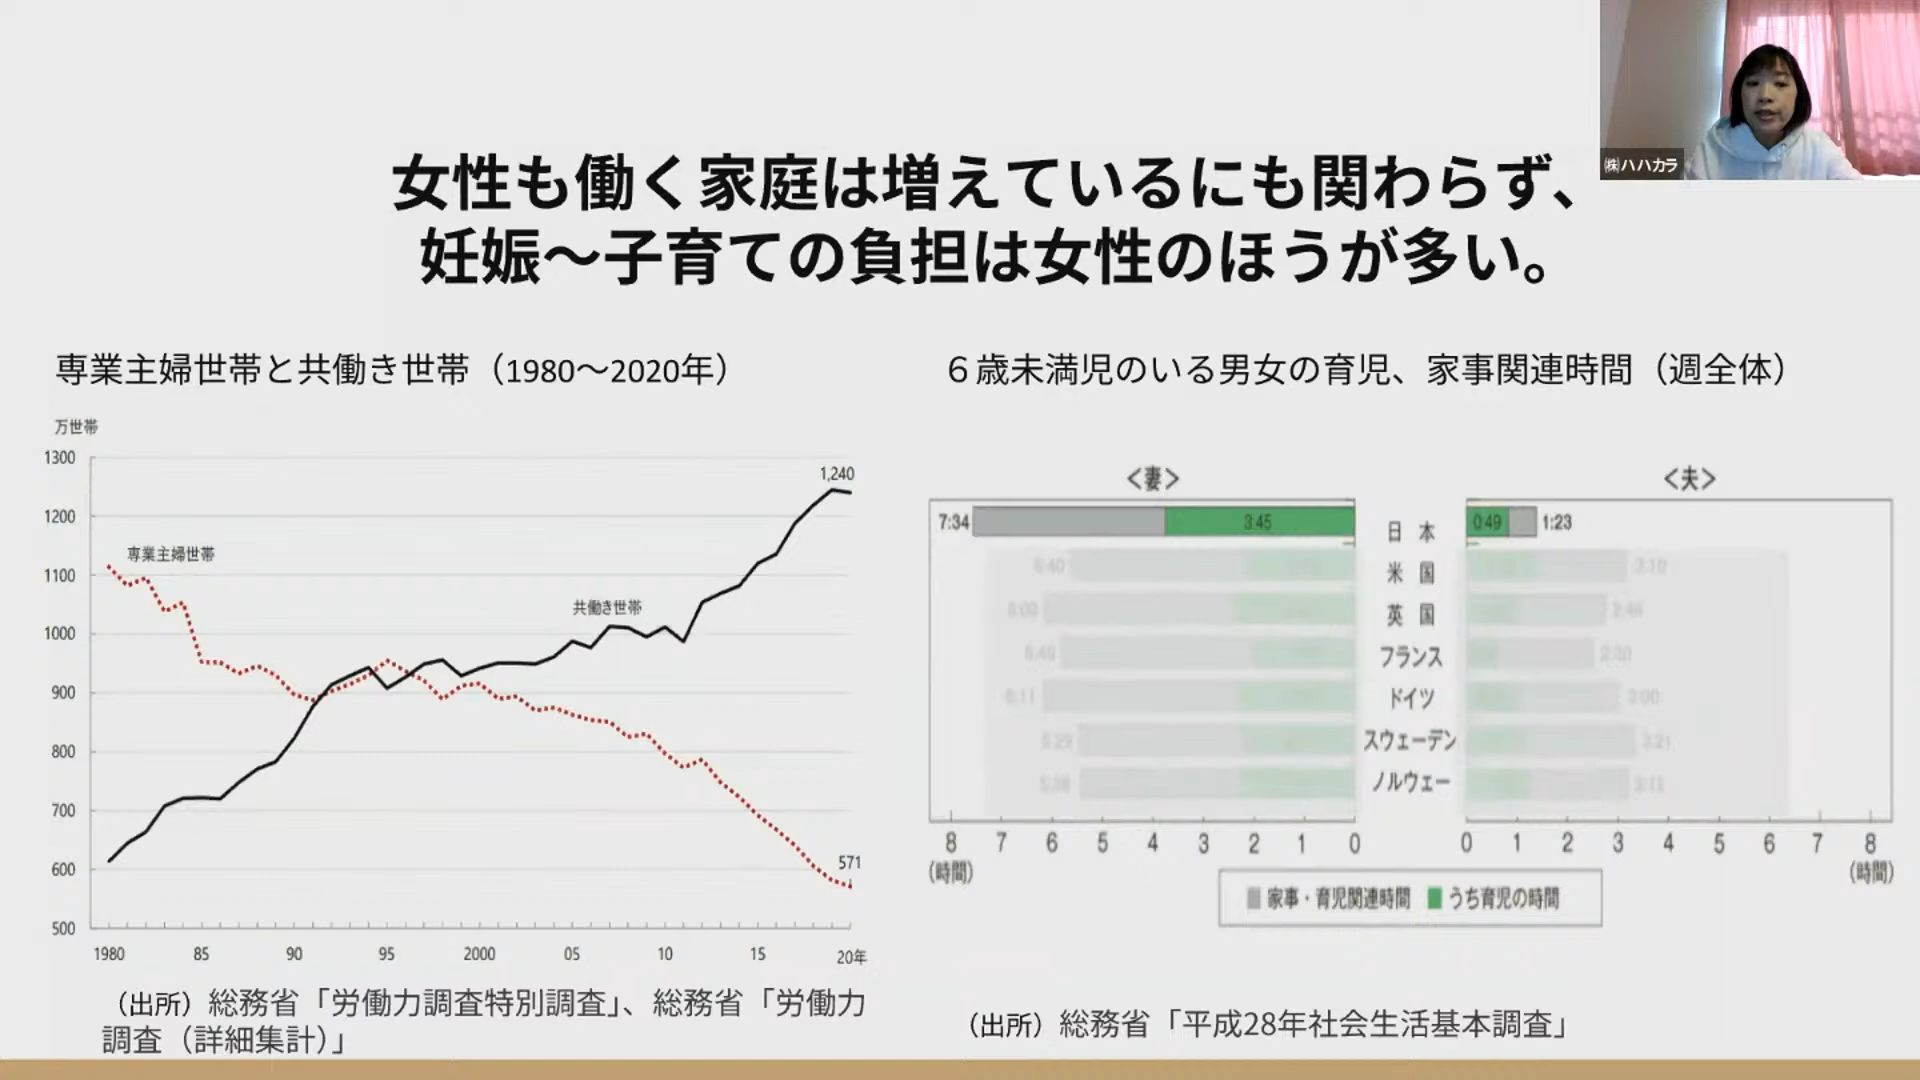 ㈱ハハカラ
女性も働く家庭は増えているにも関わらず、
妊娠〜子育ての負担は女性のほうが多い。
専業主婦世帯と共働き世帯（1980〜2020年）
万世帯
1300
1200
1100
1000
900
800
700
600
500
1,240
専業主婦世帯
共働き世帯
571
1980 85 90 95 2000 05 10 15 20年
（出所）総務省「労働力調査特別調査」、総務省「労働力
調査（詳細集計）」
６歳未満児のいる男女の育児、家事関連時間（週全体）
＜妻＞ ＜夫＞
7:34 3:45 日 本 0:49 1:23
米 国
英 国
フランス
ドイツ
スウェーデン
ノルウェー
8 7 6 5 4 3 2 1 0 0 1 2 3 4 5 6 7 8
(時間) (時間)
家事・育児関連時間 うち育児の時間
（出所）総務省「平成28年社会生活基本調査」